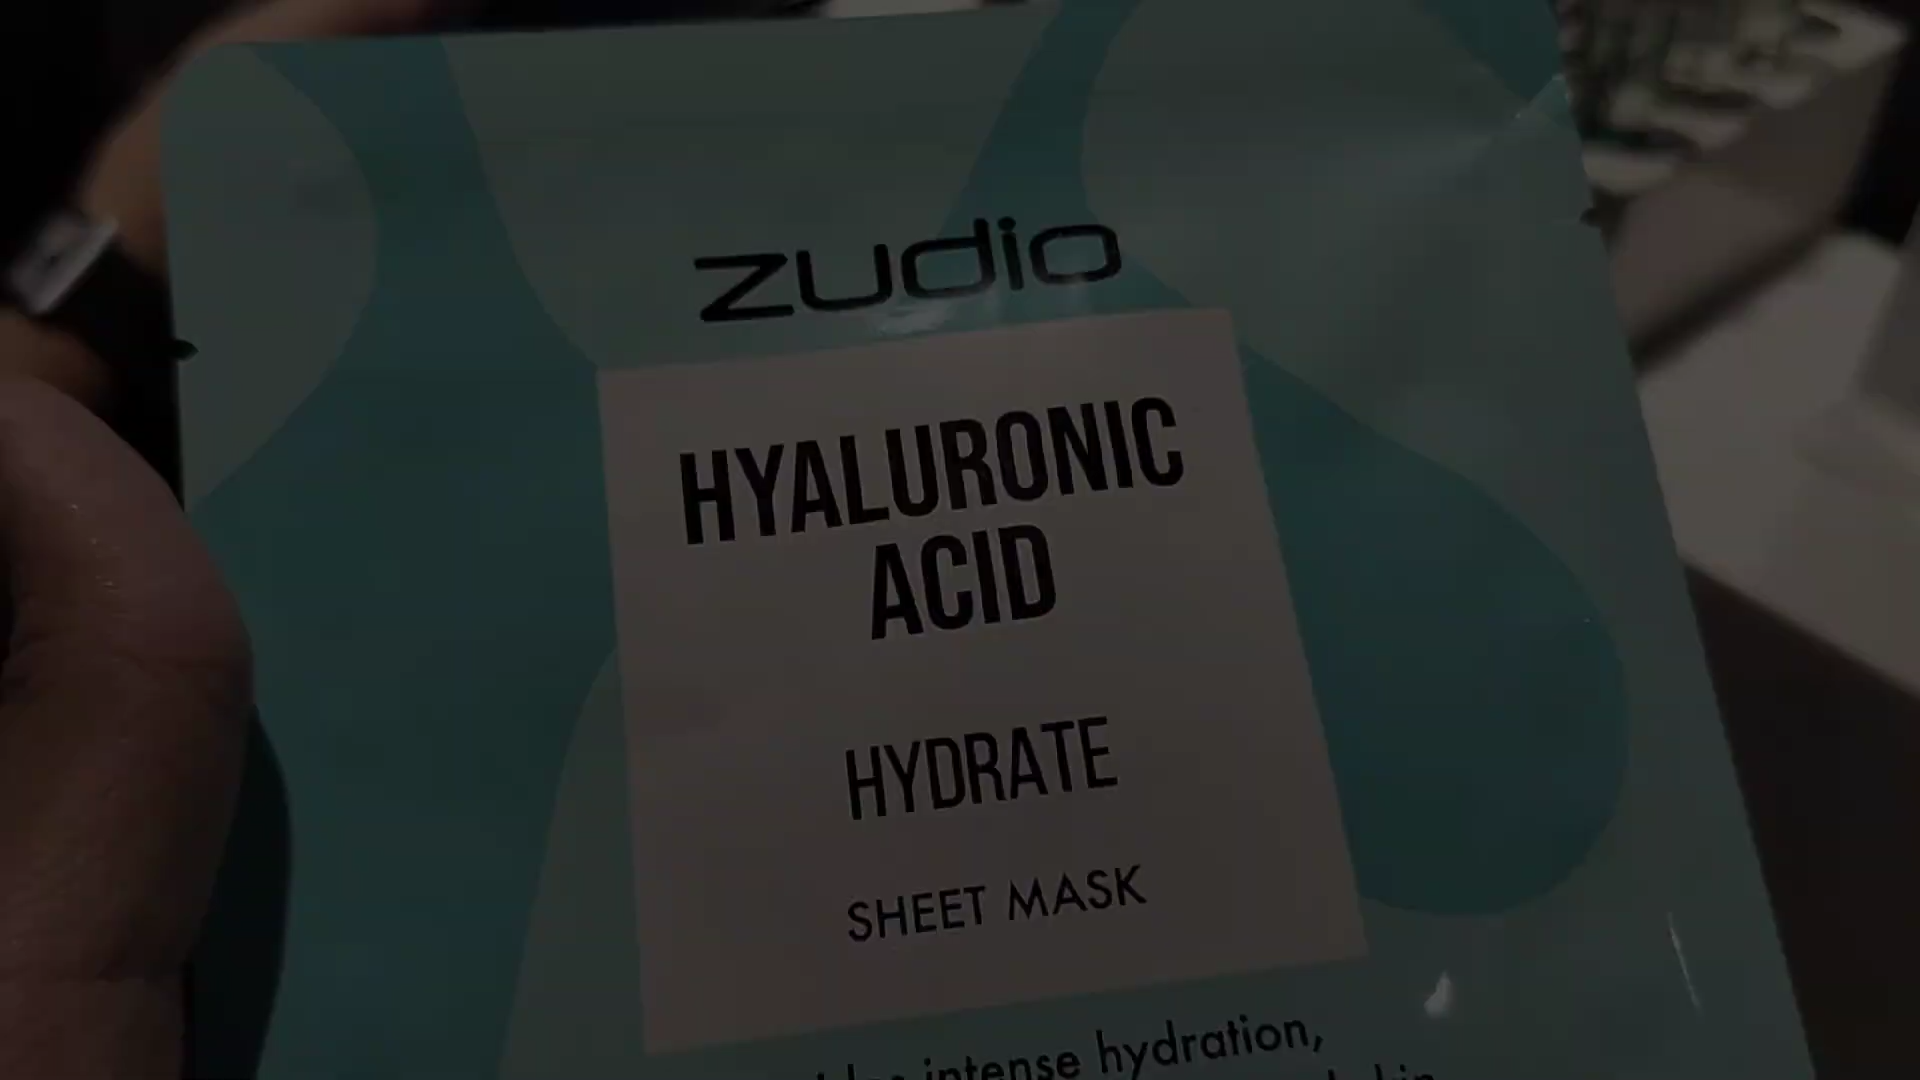 zudio
HYALURONIC
ACID
HYDRATE
SHEET MASK
intense hydration,